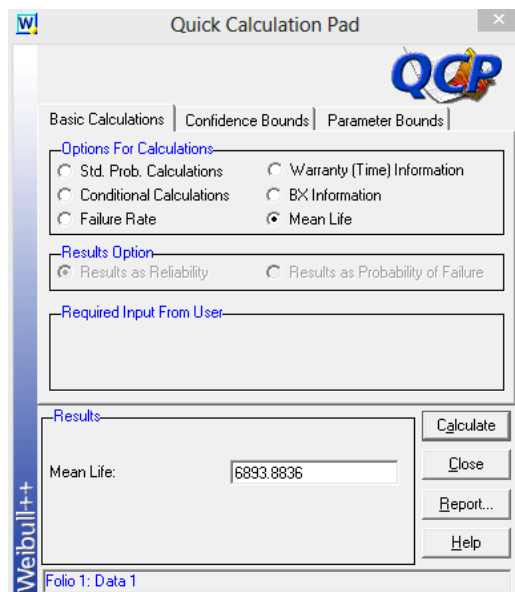 W Quick Calculation Pad ×
QCP
Basic Calculations Confidence Bounds Parameter Bounds
Options For Calculations
Std. Prob. Calculations Warranty (Time) Information
Conditional Calculations BX Information
Failure Rate Mean Life
Results Option
Results as Reliability Results as Probability of Failure
Required Input From User
Results
Calculate
Mean Life: 6893.8836 Close
Report...
Help
Weibull++
Folio 1: Data 1